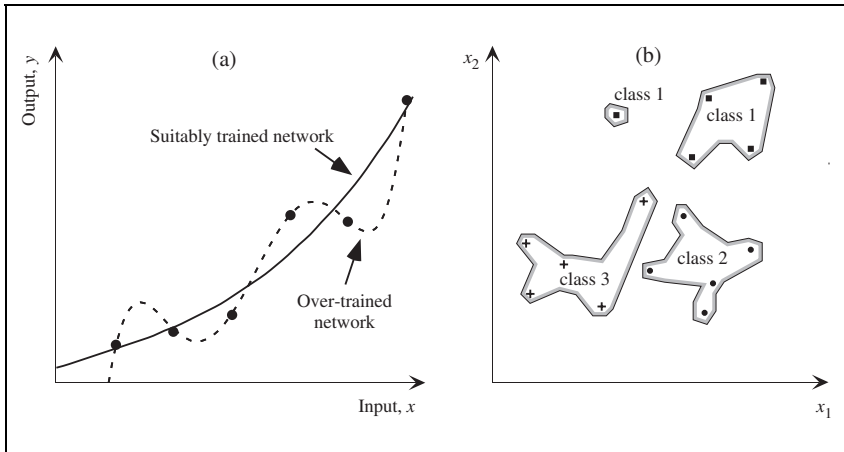 (a)
Output, y
Suitably trained network
Over-trained
network
Input, x
(b)
x2
class 1
class 1
class 2
class 3
x1